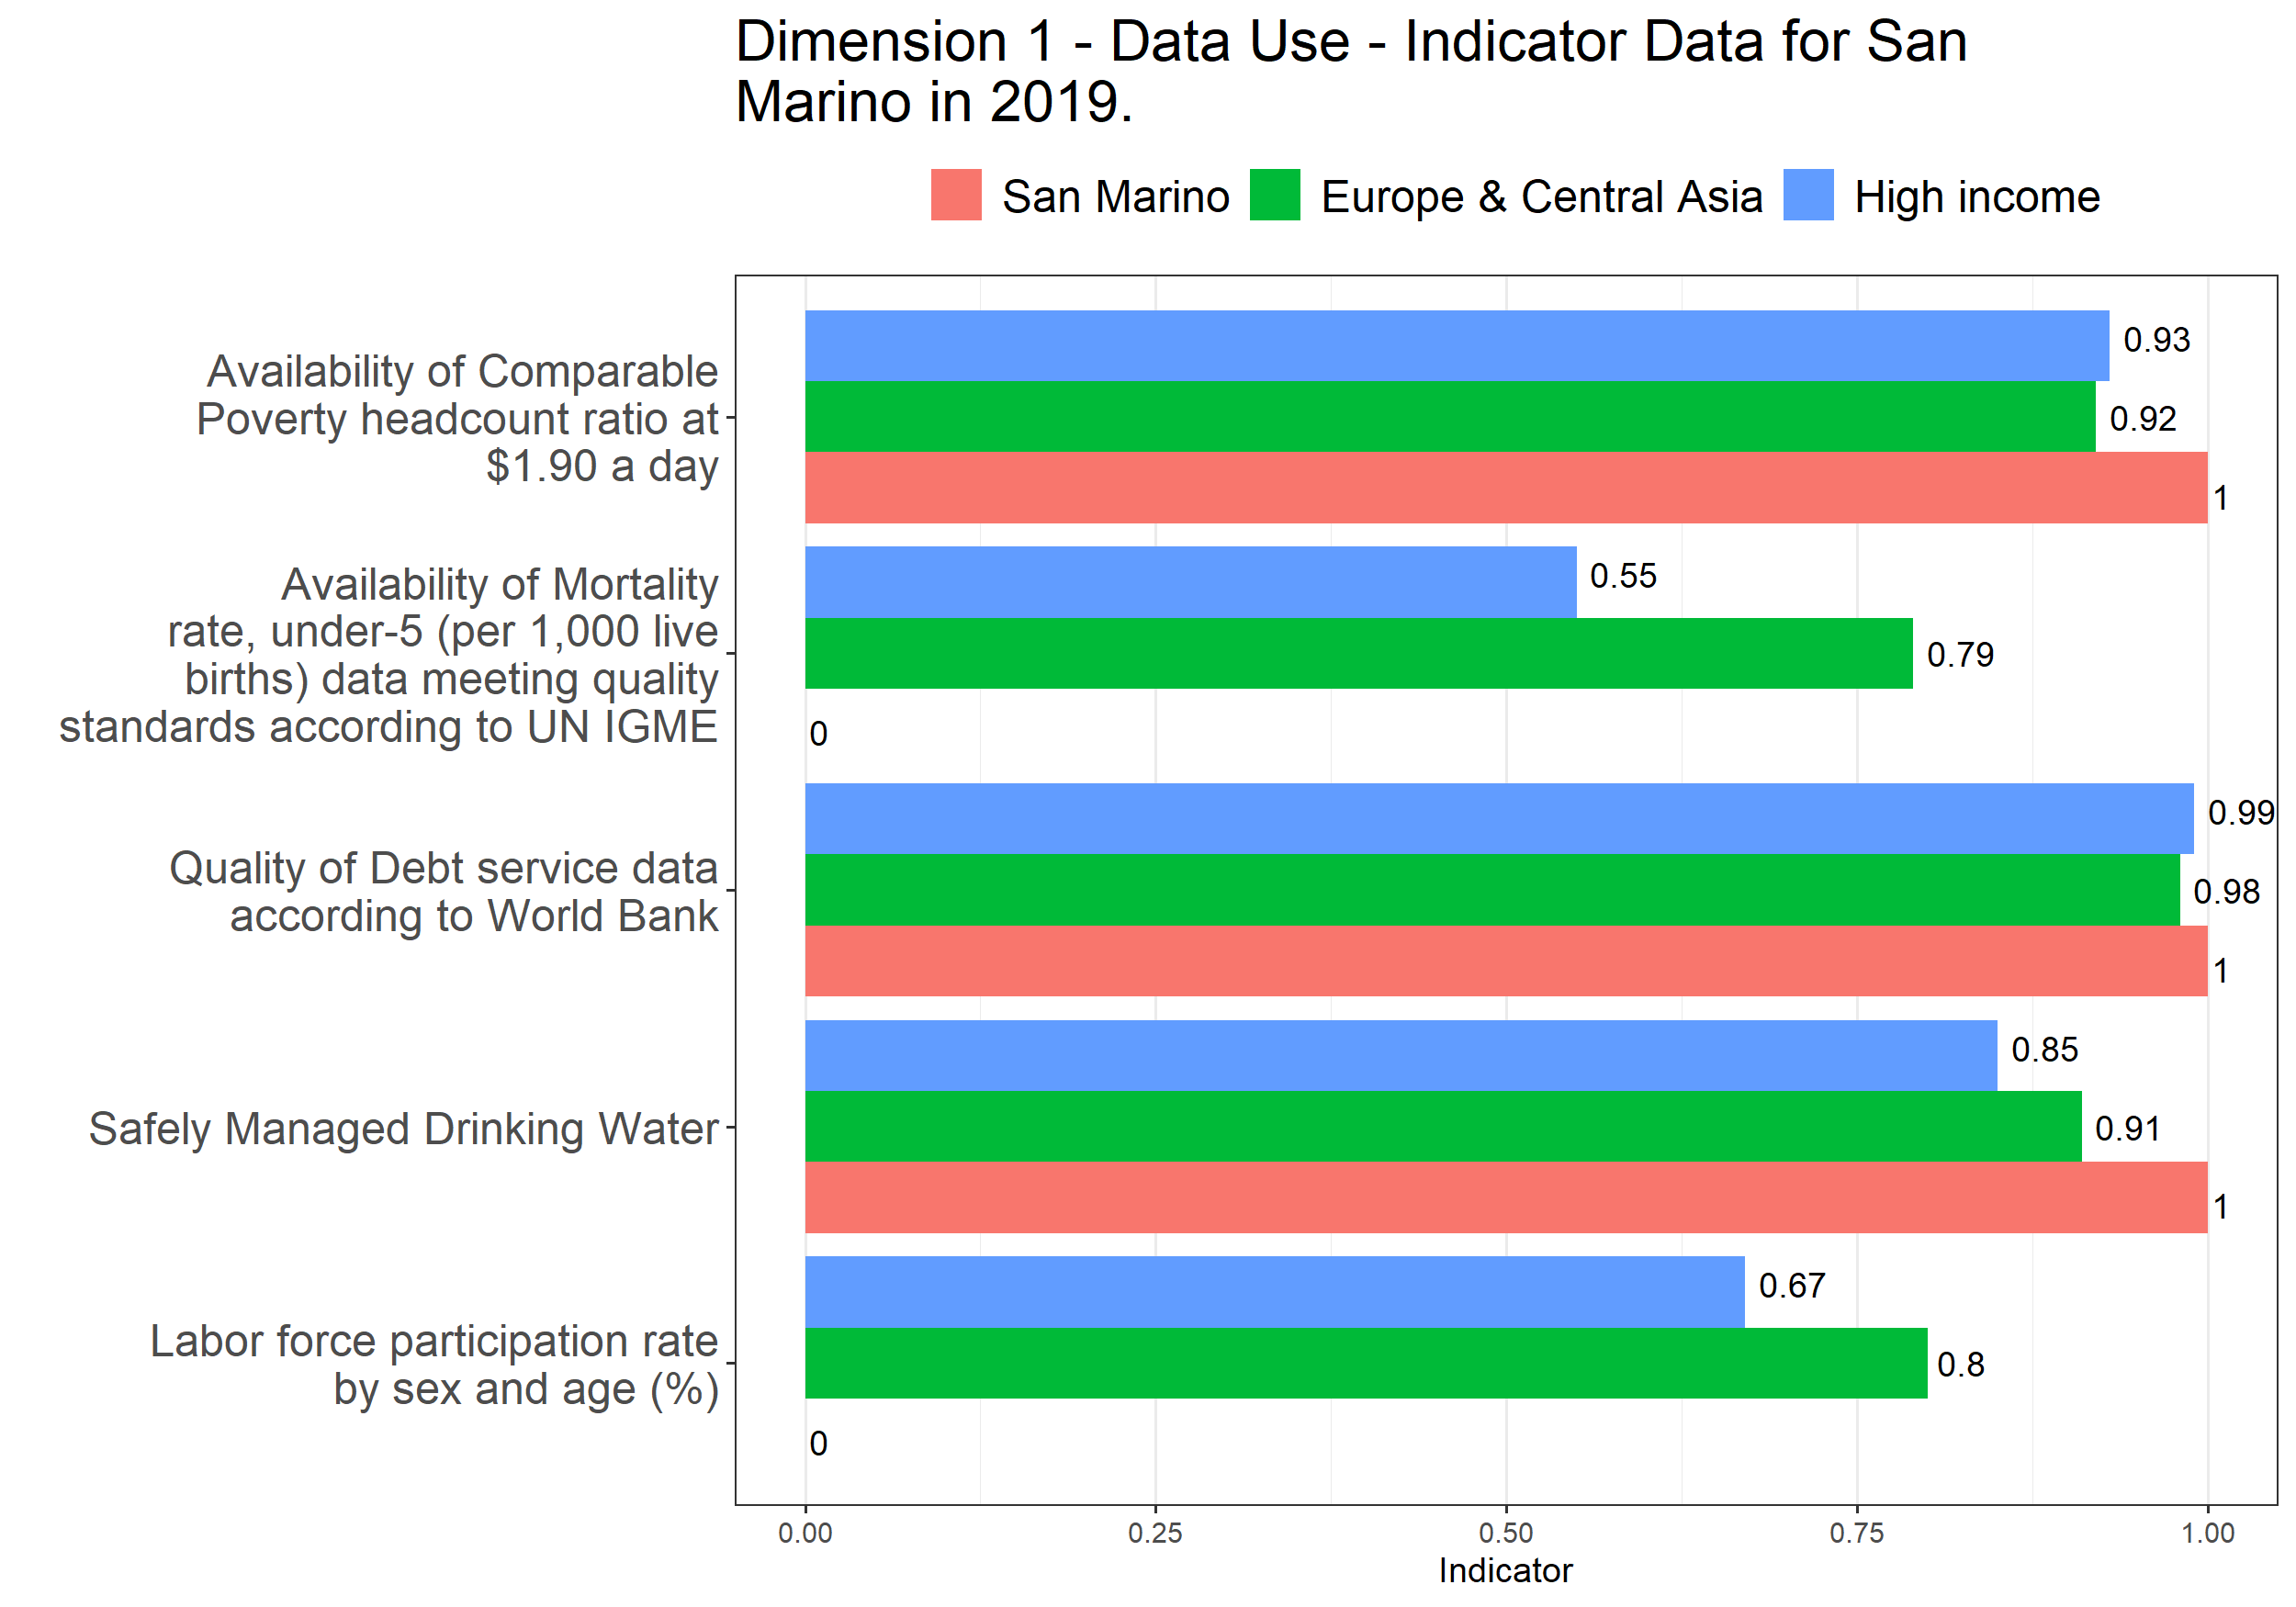 Dimension 1 - Data Use - Indicator Data for San
Marino in 2019.
San Marino
Europe & Central Asia
High income
Availability of Comparable
Poverty headcount ratio at
$1.90 a day
0.93
0.92
1
Availability of Mortality
rate, under-5 (per 1,000 live
births) data meeting quality
standards according to UN IGME
0.55
0.79
0
Quality of Debt service data
according to World Bank
0.99
0.98
1
Safely Managed Drinking Water
0.85
0.91
1
Labor force participation rate
by sex and age (%)
0.67
0.8
0
0.00
0.25
0.50
0.75
1.00
Indicator